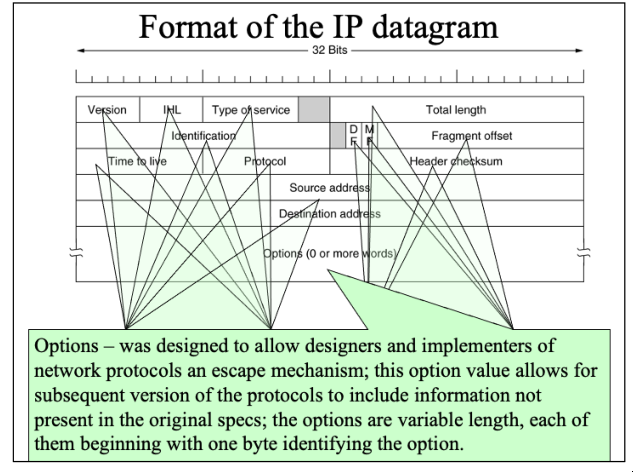 Format of the IP datagram
32 Bits
Version IHL Type of service Total length
Identification D F M F Fragment offset
Time to live Protocol Header checksum
Source address
Destination address
Options (0 or more words)
Options – was designed to allow designers and implementers of
network protocols an escape mechanism; this option value allows for
subsequent version of the protocols to include information not
present in the original specs; the options are variable length, each of
them beginning with one byte identifying the option.